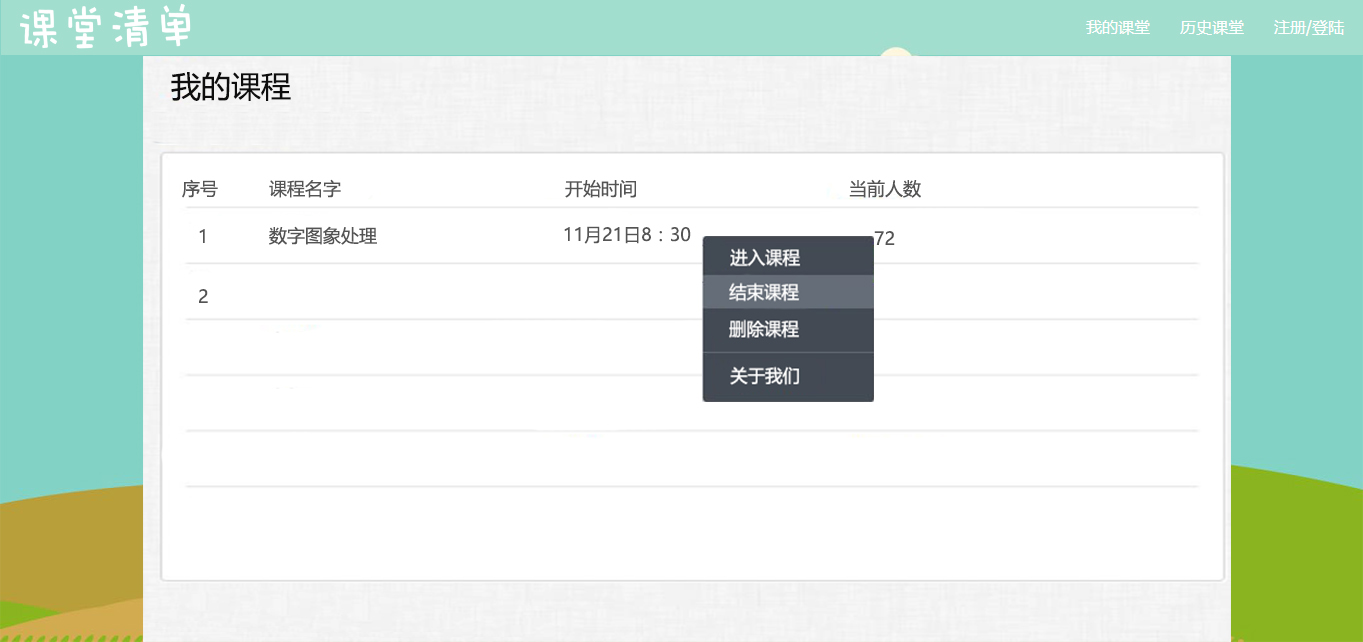 课堂清单
我的课堂 历史课堂 注册/登陆
我的课程
序号 课程名字 开始时间 当前人数
1 数字图象处理 11月21日8：30 72
进入课程
结束课程
2
删除课程
关于我们